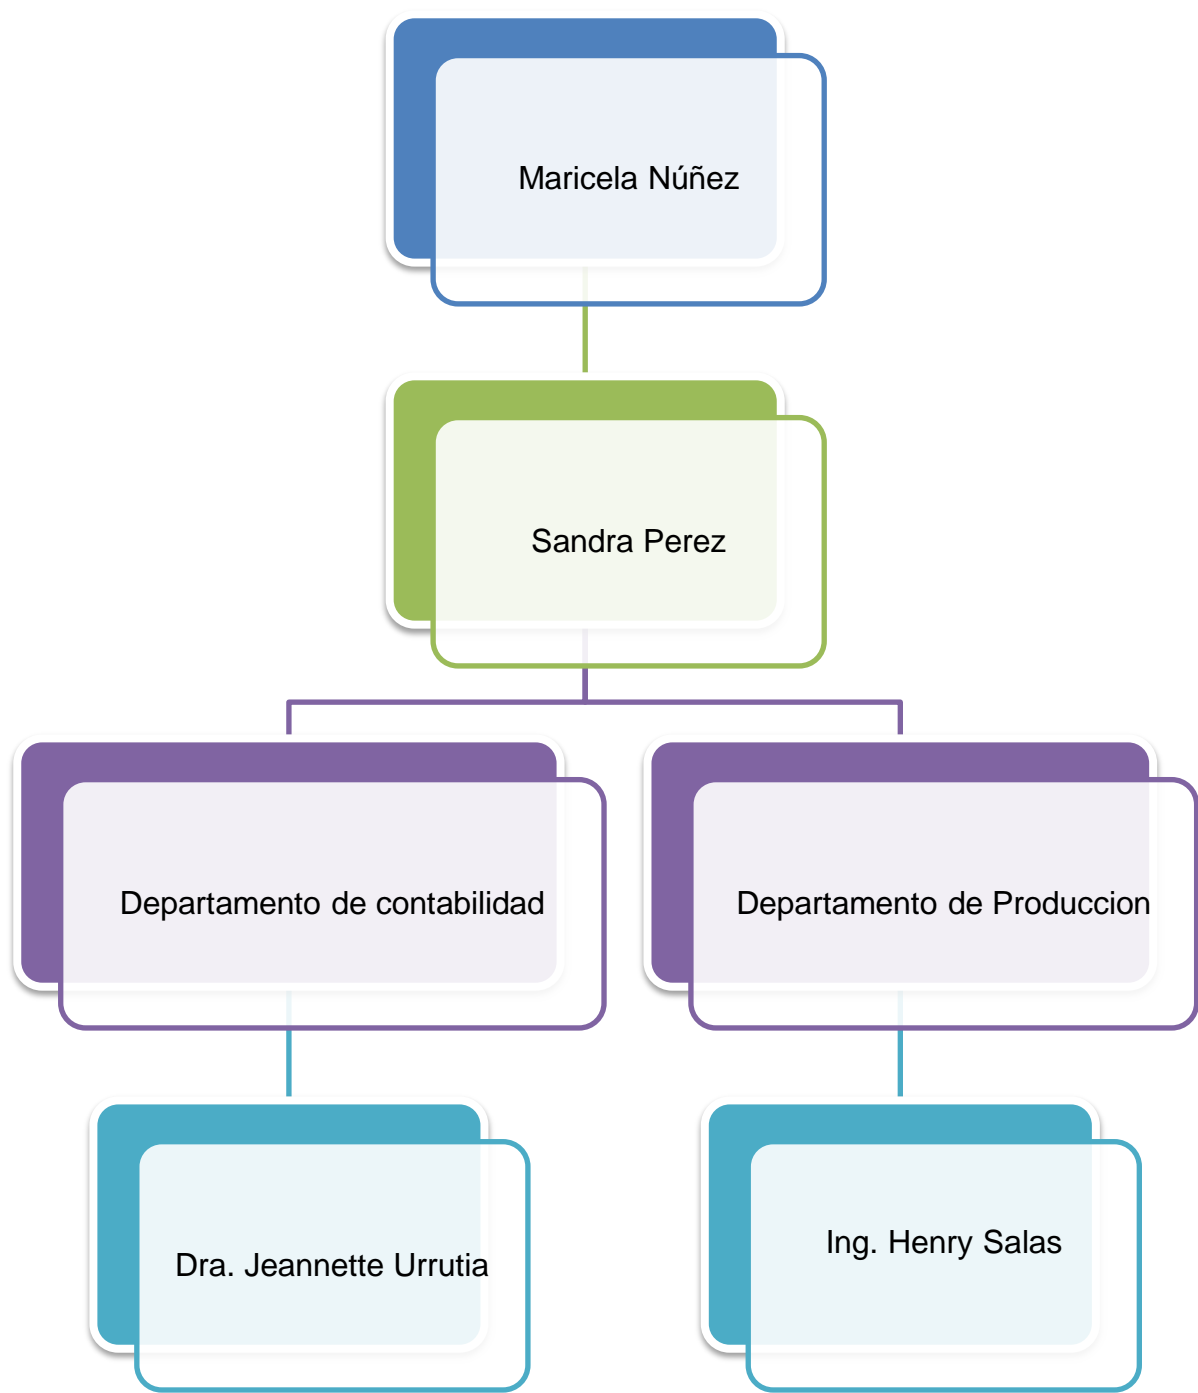 Maricela Núñez
Sandra Perez
Departamento de contabilidad
Departamento de Produccion
Dra. Jeannette Urrutia
Ing. Henry Salas